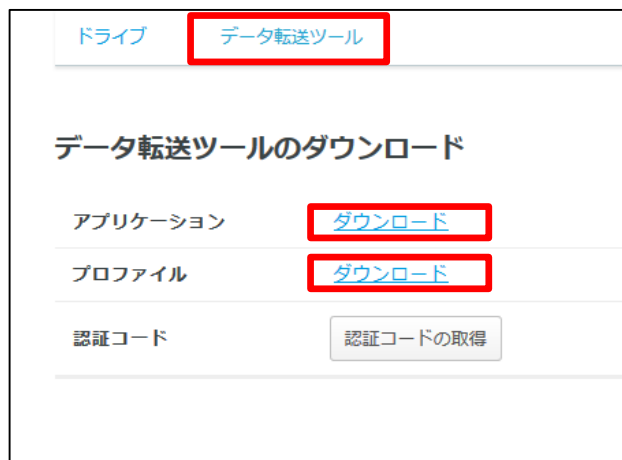 ドライブ データ転送ツール
データ転送ツールのダウンロード
アプリケーション ダウンロード
プロファイル ダウンロード
認証コード 認証コードの取得